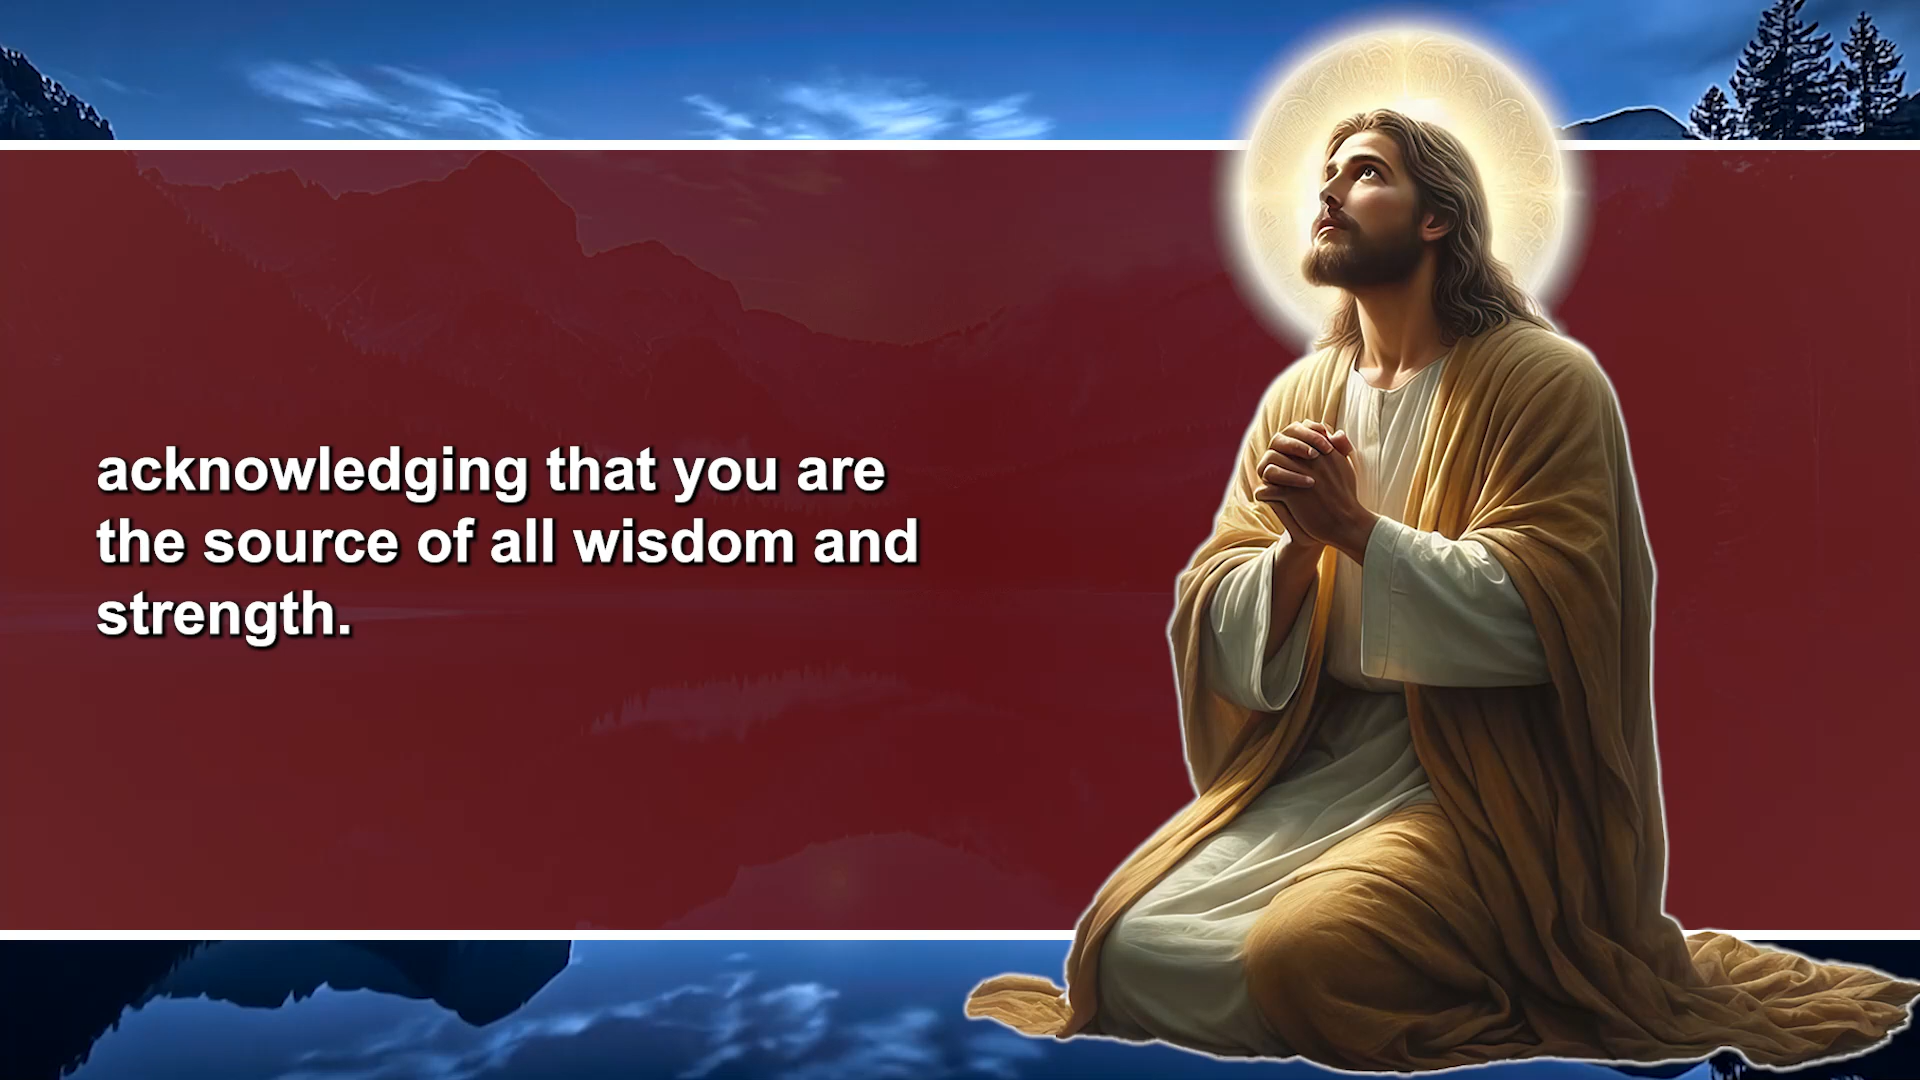 acknowledging that you are
the source of all wisdom and
strength.